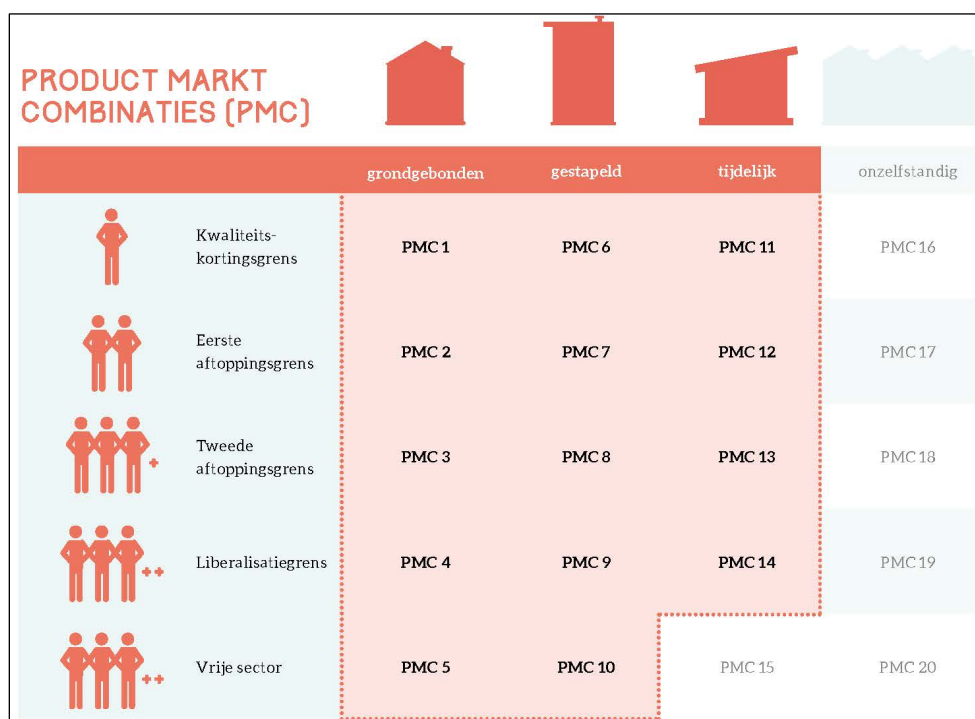 PRODUCT MARKT
COMBINATIES (PMC)
grondgebonden gestapeld tijdelijk onzelfstandig
Kwaliteits-
kortingsgrens
PMC 1 PMC 6 PMC 11 PMC 16
Eerste
aftoppingsgrens
PMC 2 PMC 7 PMC 12 PMC 17
Tweede
aftoppingsgrens
PMC 3 PMC 8 PMC 13 PMC 18
+
Liberalisatiegrens PMC 4 PMC 9 PMC 14 PMC 19
++
Vrije sector PMC 5 PMC 10 PMC 15 PMC 20
++